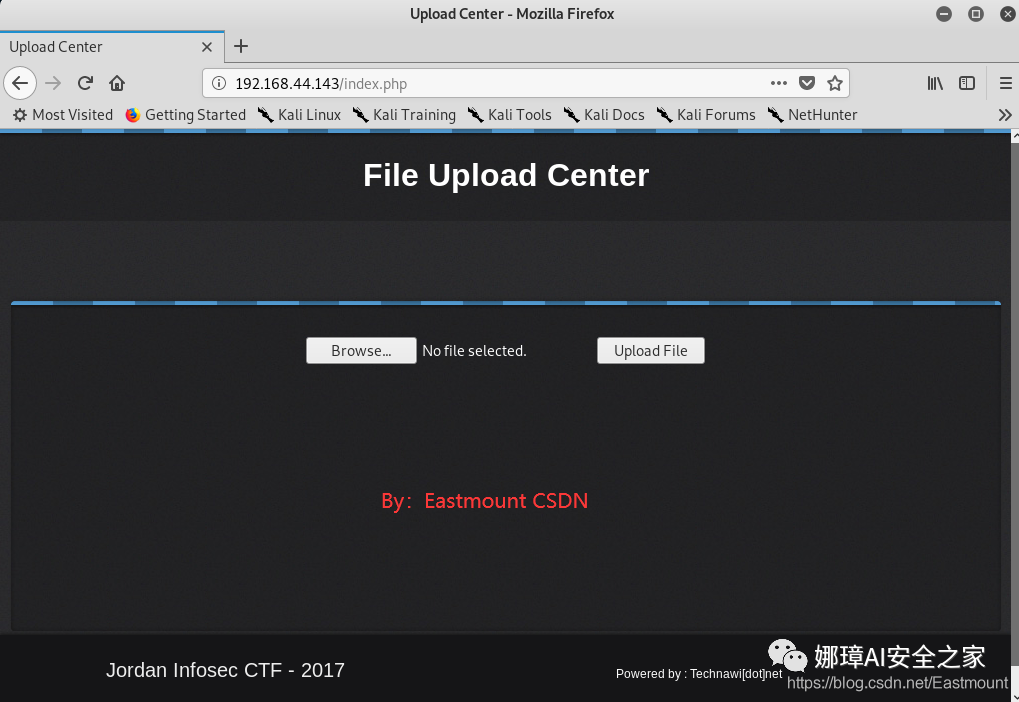 Upload Center - Mozilla Firefox
Upload Center
192.168.44.143/index.php
Most Visited Getting Started Kali Linux Kali Training Kali Tools Kali Docs Kali Forums NetHunter
File Upload Center
Browse... No file selected. Upload File
By：Eastmount CSDN
Jordan Infosec CTF - 2017
Powered by : Technawi[dot]net
娜璋AI安全之家
https://blog.csdn.net/Eastmount